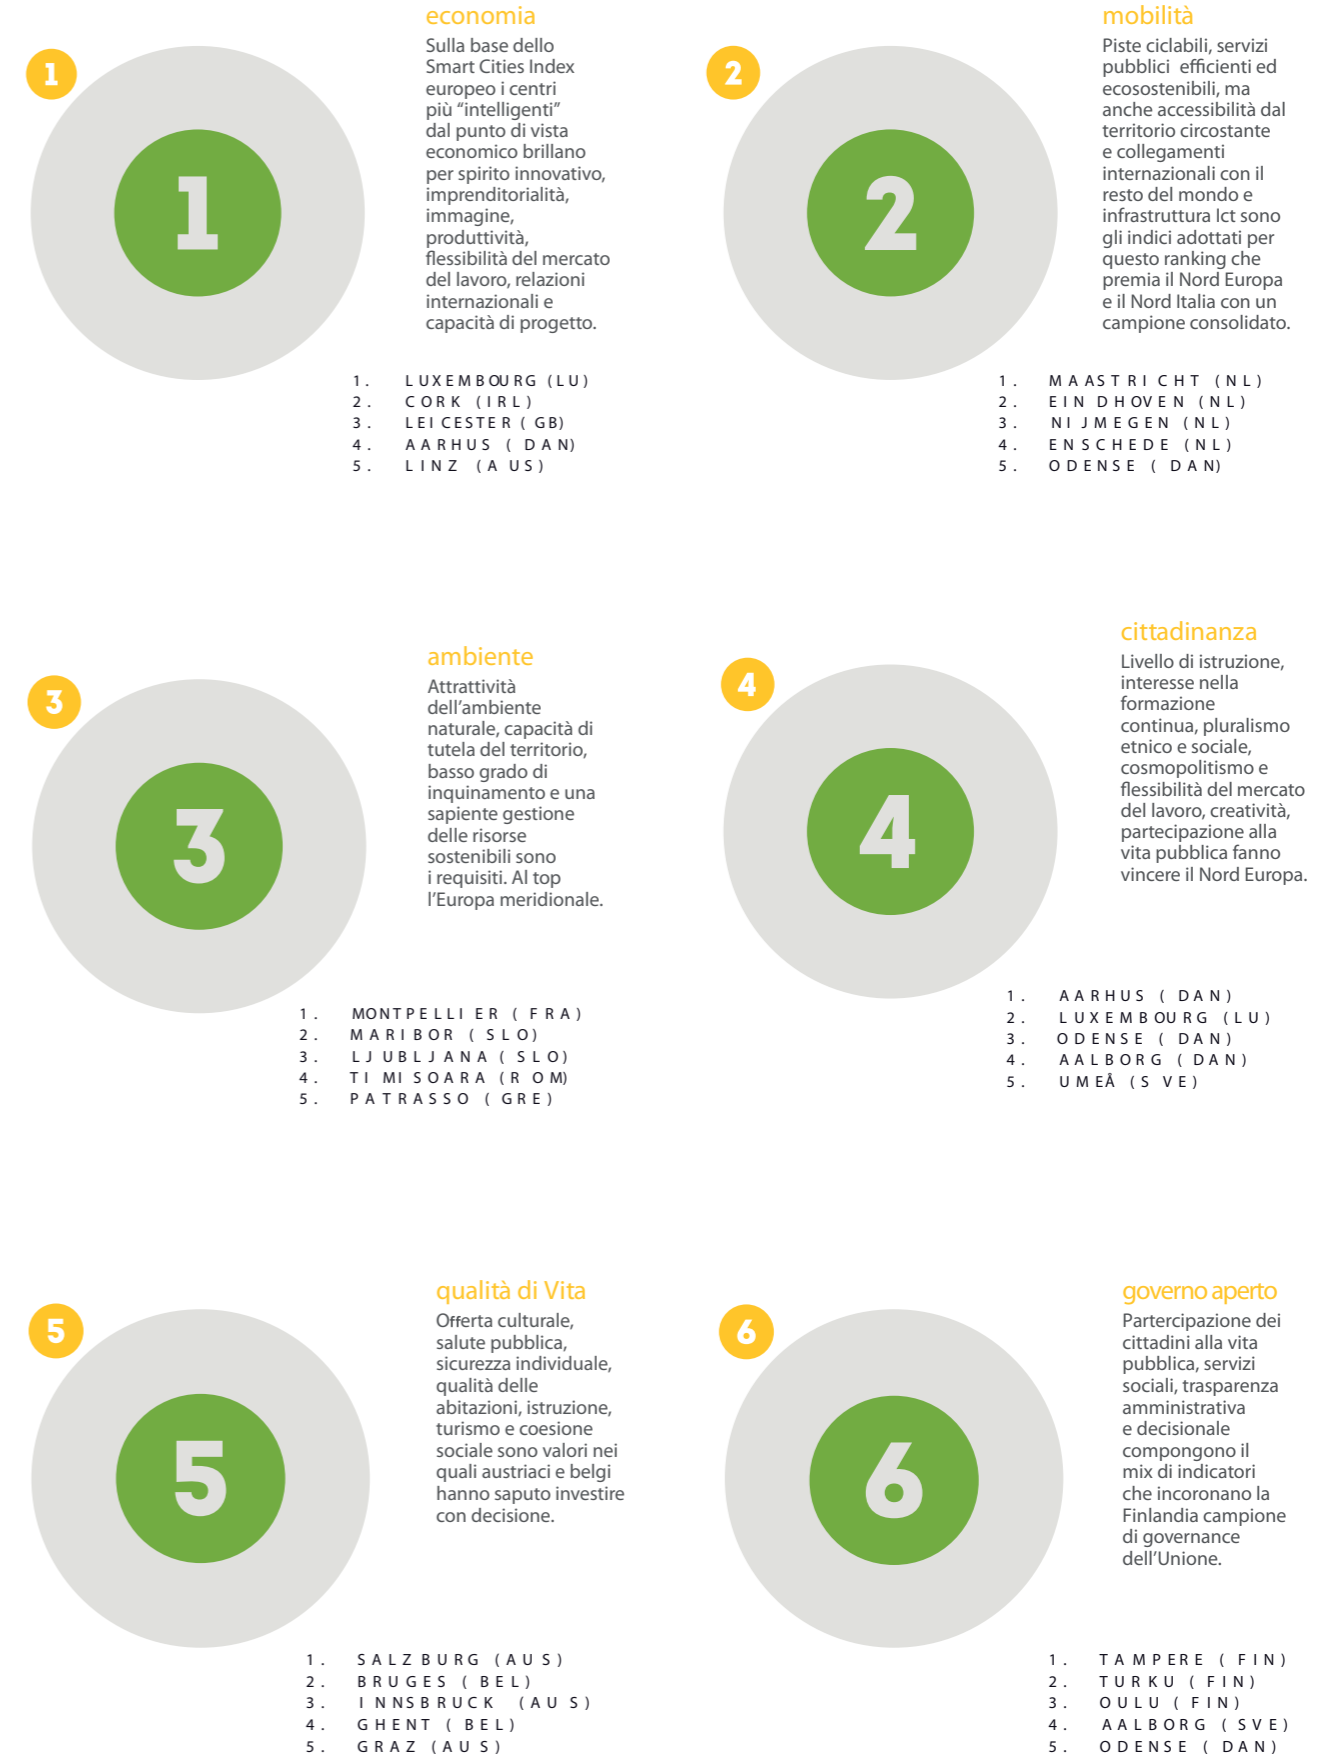 economia
1
1
Sulla base dello
Smart Cities Index
europeo i centri
più “intelligenti”
dal punto di vista
economico brillano
per spirito innovativo,
imprenditorialità,
immagine,
produttività,
flessibilità del mercato
del lavoro, relazioni
internazionali e
capacità di progetto.
1. LUXEMBOURG (LU)
2. CORK (IRL)
3. LEICESTER (GB)
4. AARHUS (DAN)
5. LINZ (AUS)
mobilità
2
2
Piste ciclabili, servizi
pubblici efficienti ed
ecosostenibili, ma
anche accessibilità dal
territorio circostante
e collegamenti
internazionali con il
resto del mondo e
infrastruttura Ict sono
gli indici adottati per
questo ranking che
premia il Nord Europa
e il Nord Italia con un
campione consolidato.
1. MAASTRICHT (NL)
2. EINDHOVEN (NL)
3. NIJMEGEN (NL)
4. ENSCHEDE (NL)
5. ODENSE (DAN)
ambiente
3
3
Attrattività
dell’ambiente
naturale, capacità di
tutela del territorio,
basso grado di
inquinamento e una
sapiente gestione
delle risorse
sostenibili sono
i requisiti. Al top
l’Europa meridionale.
1. MONTPELLIER (FRA)
2. MARIBOR (SLO)
3. LJUBLJANA (SLO)
4. TIMISOARA (ROM)
5. PATRASSO (GRE)
cittadinanza
4
4
Livello di istruzione,
interesse nella
formazione
continua, pluralismo
etnico e sociale,
cosmopolitismo e
flessibilità del mercato
del lavoro, creatività,
partecipazione alla
vita pubblica fanno
vincere il Nord Europa.
1. AARHUS (DAN)
2. LUXEMBOURG (LU)
3. ODENSE (DAN)
4. AALBORG (DAN)
5. UMEÅ (SVE)
qualità di Vita
5
5
Offerta culturale,
salute pubblica,
sicurezza individuale,
qualità delle
abitazioni, istruzione,
turismo e coesione
sociale sono valori nei
quali austriaci e belgi
hanno saputo investire
con decisione.
1. SALZBURG (AUS)
2. BRUGES (BEL)
3. INNSBRUCK (AUS)
4. GHENT (BEL)
5. GRAZ (AUS)
governo aperto
6
6
Partercipazione dei
cittadini alla vita
pubblica, servizi
sociali, trasparenza
amministrativa
e decisionale
compongono il
mix di indicatori
che incoronano la
Finlandia campione
di governance
dell’Unione.
1. TAMPERE (FIN)
2. TURKU (FIN)
3. OULU (FIN)
4. AALBORG (SVE)
5. ODENSE (DAN)